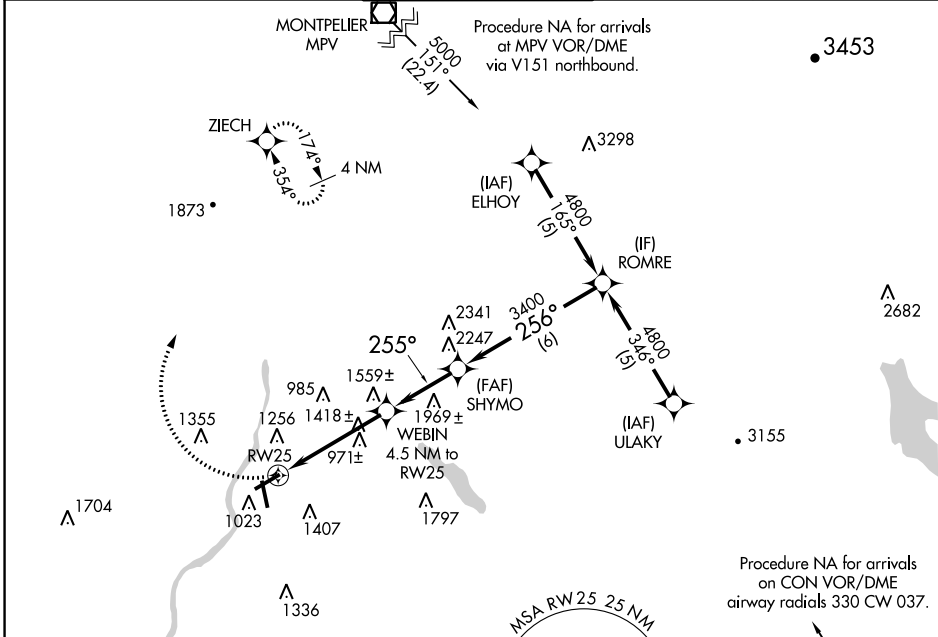 MONTPELIER
MPV
Procedure NA for arrivals
at MPV VOR/DME
via V151 northbound.
5000
151°
(22.4)
3453
ZIECH
174°
354°
4 NM
3298
(IAF)
ELHOY
4800
165°
(5)
1873
(IF)
ROMRE
2682
3400
256°
(6)
2341
2247
4800
346°
(5)
255°
(FAF)
SHYMO
(IAF)
ULAKY
3155
1559±
985
1418±
1969±
971±
WEBIN
4.5 NM to
RW25
1355
1256
RW25
1704
1023
1407
1797
1336
Procedure NA for arrivals
on CON VOR/DME
airway radials 330 CW 037.
MSA RW25 25 NM